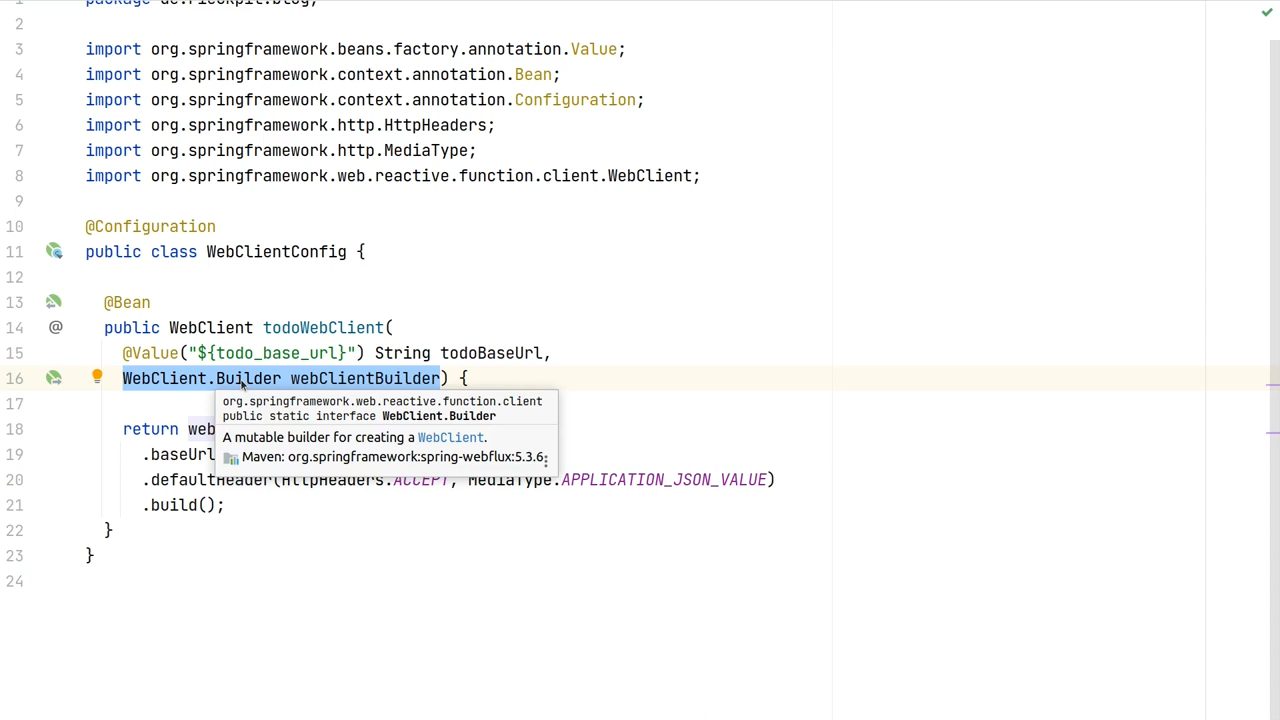 1 package de.rieckpit.blog;
2
3 import org.springframework.beans.factory.annotation.Value;
4 import org.springframework.context.annotation.Bean;
5 import org.springframework.context.annotation.Configuration;
6 import org.springframework.http.HttpHeaders;
7 import org.springframework.http.MediaType;
8 import org.springframework.web.reactive.function.client.WebClient;
9
10 @Configuration
11 public class WebClientConfig {
12
13 @Bean
14 @ public WebClient todoWebClient(
15 @Value("${todo_base_url}") String todoBaseUrl,
16 WebClient.Builder webClientBuilder) {
org.springframework.web.reactive.function.client
public static interface WebClient.Builder
A mutable builder for creating a WebClient.
Maven: org.springframework:spring-webflux:5.3.6
17
18 return web
19 .baseUrl
20 .defaultHeader(HttpHeaders.ACCEPT, MediaType.APPLICATION_JSON_VALUE)
21 .build();
22 }
23 }
24